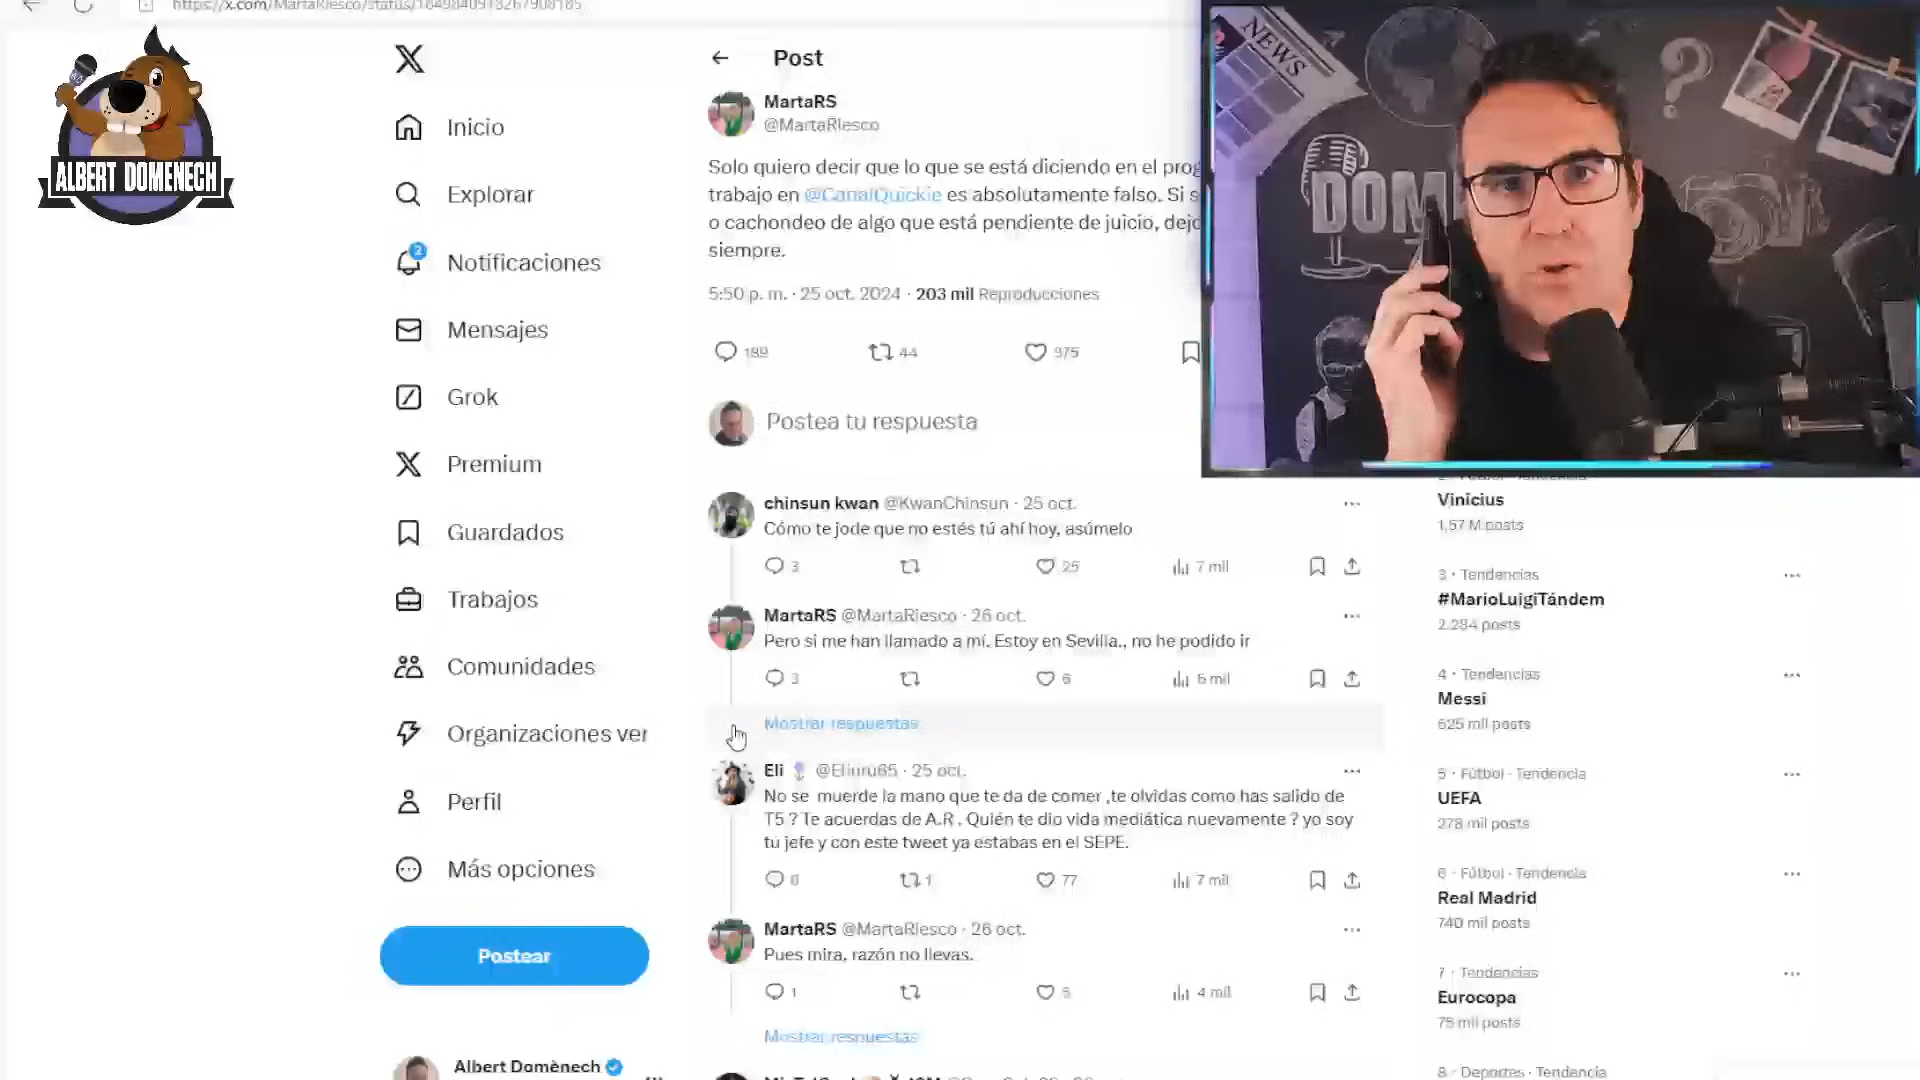 https://x.com/MartaRiesco/status/1849840918267908185
ALBERT DOMÈNECH
Inicio
Explorar
2
Notificaciones
Mensajes
Grok
Premium
Guardados
Trabajos
Comunidades
Organizaciones ver
Perfil
Más opciones
Postear
Albert Domènech
Post
MartaRS
@MartaRiesco
Solo quiero decir que lo que se está diciendo en el prog
trabajo en @CanalQuickie es absolutamente falso. Si s
o cachondeo de algo que está pendiente de juicio, dejo
siempre.
5:50 p. m. · 25 oct. 2024 · 203 mil Reproducciones
189 44 975
Postea tu respuesta
chinsun kwan @KwanChinsun · 25 oct.
Cómo te jode que no estés tú ahí hoy, asúmelo
3 25 7 mil
MartaRS @MartaRiesco · 26 oct.
Pero si me han llamado a mí. Estoy en Sevilla., no he podido ir
3 6 6 mil
Mostrar respuestas
Eli @Eliuru65 · 25 oct.
No se muerde la mano que te da de comer ,te olvidas como has salido de
T5 ? Te acuerdas de A.R . Quién te dio vida mediática nuevamente ? yo soy
tu jefe y con este tweet ya estabas en el SEPE.
6 1 77 7 mil
MartaRS @MartaRiesco · 26 oct.
Pues mira, razón no llevas.
1 5 4 mil
Mostrar respuestas
NEWS
DOM
Vinicius
1,57 M posts
3 · Tendencias
#MarioLuigiTándem
2.284 posts
4 · Tendencias
Messi
625 mil posts
5 · Fútbol · Tendencia
UEFA
278 mil posts
6 · Fútbol · Tendencia
Real Madrid
740 mil posts
7 · Tendencias
Eurocopa
75 mil posts
8 · Deportes · Tendencia